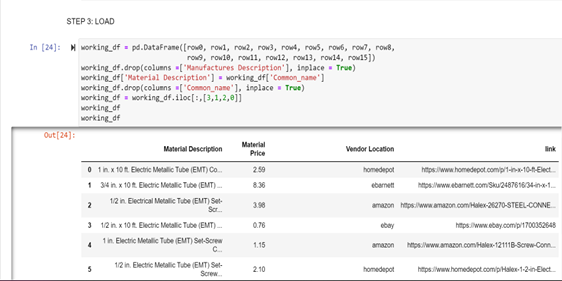 STEP 3: LOAD
In [24]: working_df = pd.DataFrame([row0, row1, row2, row3, row4, row5, row6, row7, row8,
row9, row10, row11, row12, row13, row14, row15])
working_df.drop(columns =['Manufactures Description'], inplace = True)
working_df['Material Description'] = working_df['Common_name']
working_df.drop(columns =['Common_name'], inplace = True)
working_df = working_df.iloc[:,[3,1,2,0]]
working_df
working_df
Out[24]:
Material Description Material Price Vendor Location link
0 1 in. x 10 ft. Electric Metallic Tube (EMT) Co... 2.59 homedepot https://www.homedepot.com/p/1-in-x-10-ft-Elect...
1 3/4 in. x 10 ft. Electric Metallic Tube (EMT) ... 8.36 ebarnett https://www.ebarnett.com/Sku/2487616/34-in-x-1...
2 1/2 in. Electrical Metallic Tube (EMT) Set-Scr... 3.98 amazon https://www.amazon.com/Halex-26270-STEEL-CONNE...
3 1/2 in. x 10 ft. Electric Metallic Tube (EMT) ... 0.76 ebay https://www.ebay.com/p/1700352648
4 1 in. Electric Metallic Tube (EMT) Set-Screw C... 1.15 amazon https://www.amazon.com/Halex-12111B-Screw-Conn...
5 1/2 in. Electric Metallic Tube (EMT) Set-Screw... 2.10 homedepot https://www.homedepot.com/p/Halex-1-2-in-Elect...